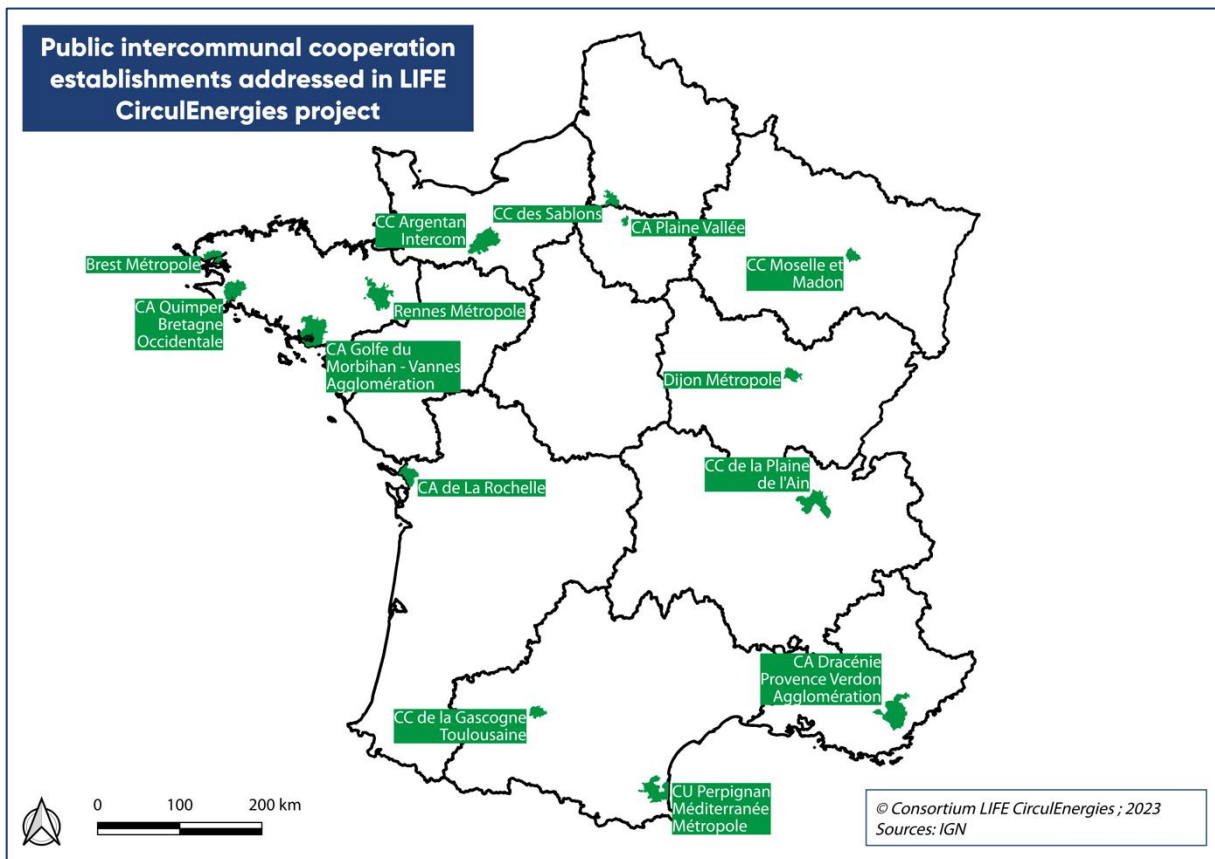 Public intercommunal cooperation
establishments addressed in LIFE
CirculEnergies project
CC des Sablons
CC Argentan
Intercom
CA Plaine Vallée
Brest Métropole
CC Moselle et
Madon
CA Quimper
Bretagne
Occidentale
Rennes Métropole
CA Golfe du
Morbihan - Vannes
Agglomération
Dijon Métropole
CA de La Rochelle
CC de la Plaine
de l'Ain
CA Dracénie
Provence Verdon
Agglomération
CC de la Gascogne
Toulousaine
CU Perpignan
Méditerranée
Métropole
0 100 200 km
© Consortium LIFE CirculEnergies ; 2023
Sources: IGN